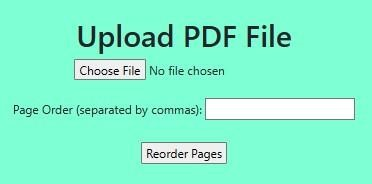 Upload PDF File
Choose File No file chosen
Page Order (separated by commas):
Reorder Pages